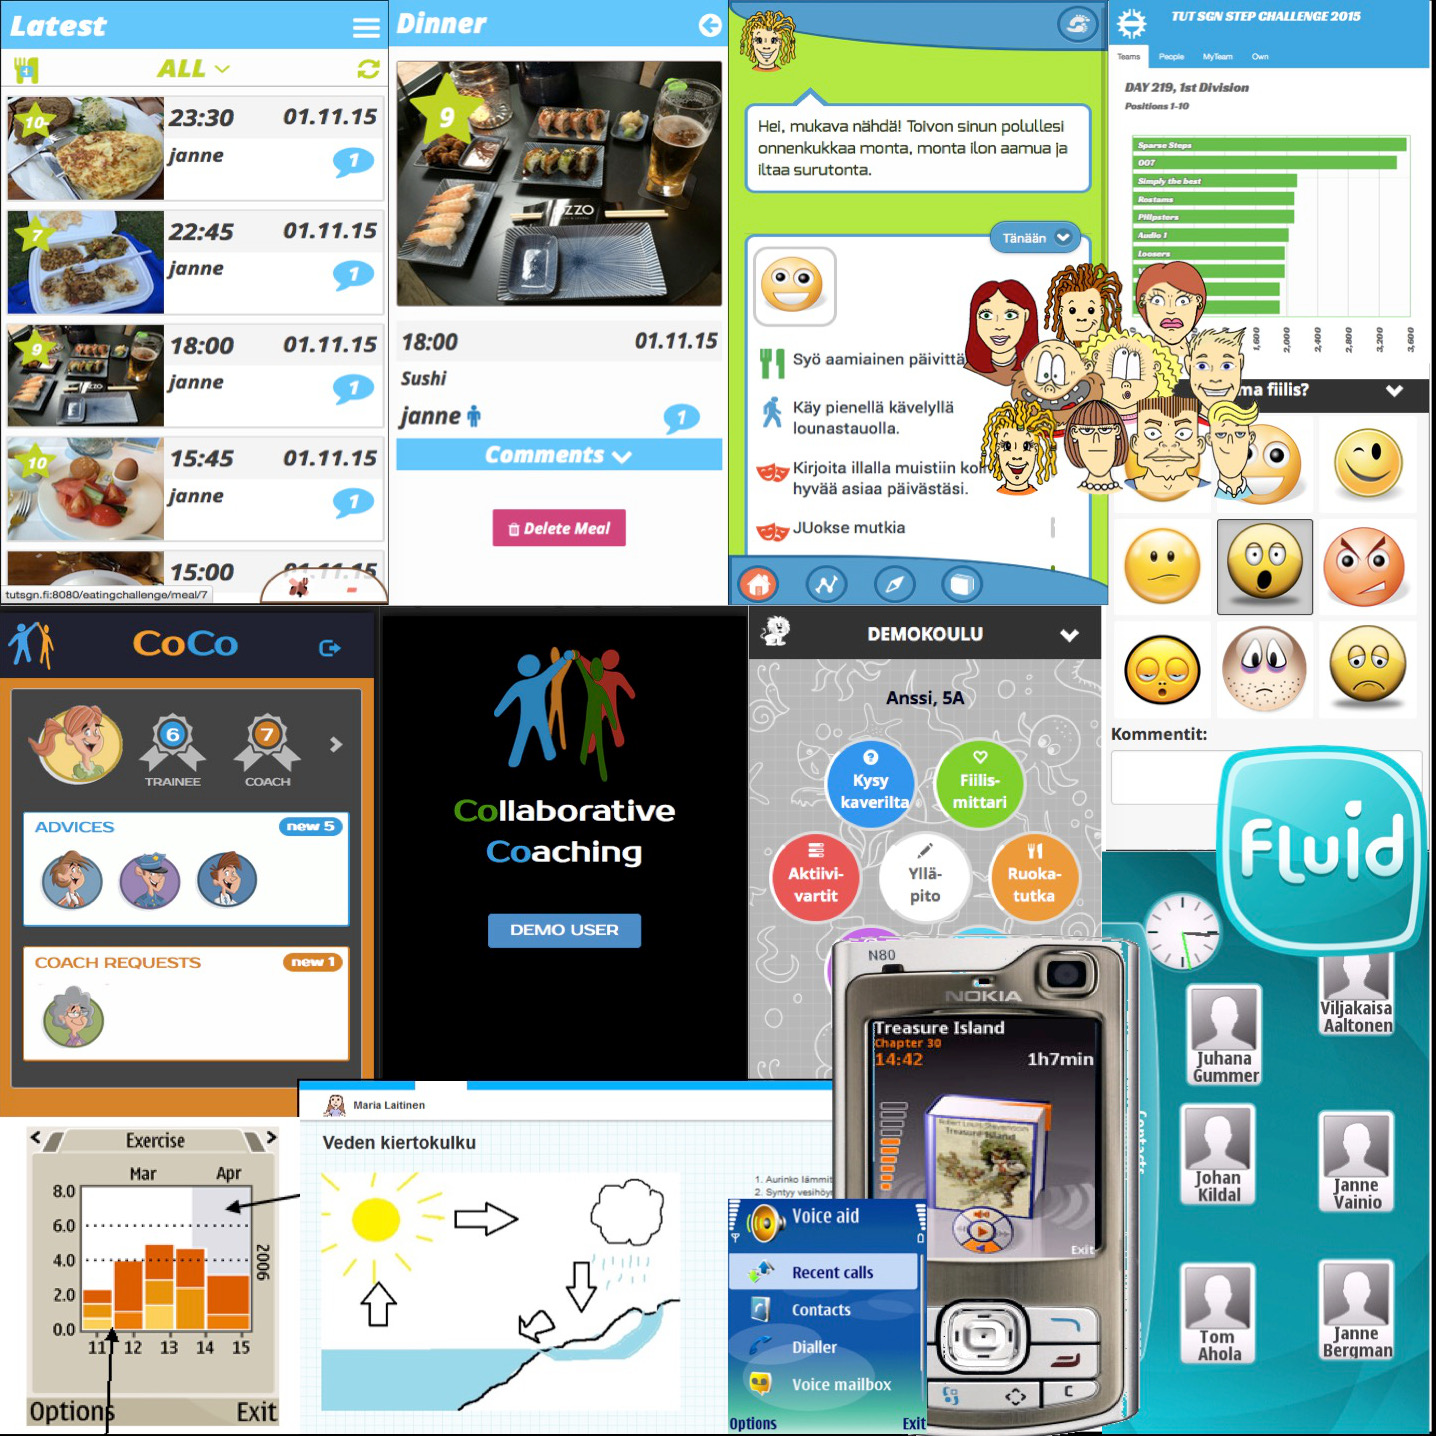 Latest
ALL
10-
23:30
01.11.15
janne
1
7
22:45
01.11.15
janne
1
9
18:00
01.11.15
janne
1
10
15:45
01.11.15
janne
1
15:00
01.11.15
tutsgn.fi:8080/eatingchallenge/meal/7
Dinner
9
18:00
01.11.15
Sushi
janne
1
Comments
Delete Meal
Hei, mukava nähdä! Toivon sinun polullesi
onnenkukkaa monta, monta ilon aamua ja
iltaa surutonta.
Tänään
Syö aamiainen päivittä
Käy pienellä kävelyllä
lounastauolla.
Kirjoita illalla muistiin
hyvää asiaa päivästäsi.
JUokse mutkia
TUT SGN STEP CHALLENGE 2015
Teams
People
MyTeam
Own
DAY 219, 1st Division
Positions 1-10
Sparse Steps
007
Simply the best
Rostams
Pilipsters
Audio 1
Loosers
1,600
2,000
2,400
2,800
3,200
3,600
ma fiilis?
Kommentit:
CoCo
6
TRAINEE
7
COACH
ADVICES
new 5
COACH REQUESTS
new 1
Collaborative
Coaching
DEMO USER
DEMOKOULU
Anssi, 5A
Kysy
kaverilta
Fiilis-
mittari
Aktiivi-
vartit
Yllä-
pito
Ruoka-
tutka
Fluid
Viljakaisa
Aaltonen
Juhana
Gummer
Johan
Kildal
Janne
Vainio
Tom
Ahola
Janne
Bergman
Contacts
N80
NOKIA
Treasure Island
Chapter 30
14:42
1h7min
Treasure Island
Exit
Exercise
Mar
Apr
8.0
6.0
4.0
2.0
0.0
11
12
13
14
15
2006
Options
Exit
Maria Laitinen
Veden kiertokulku
1. Aurinko lämmit
2. Syntyy vesihöyr
Voice aid
Recent calls
Contacts
Dialler
Voice mailbox
Options
Exit